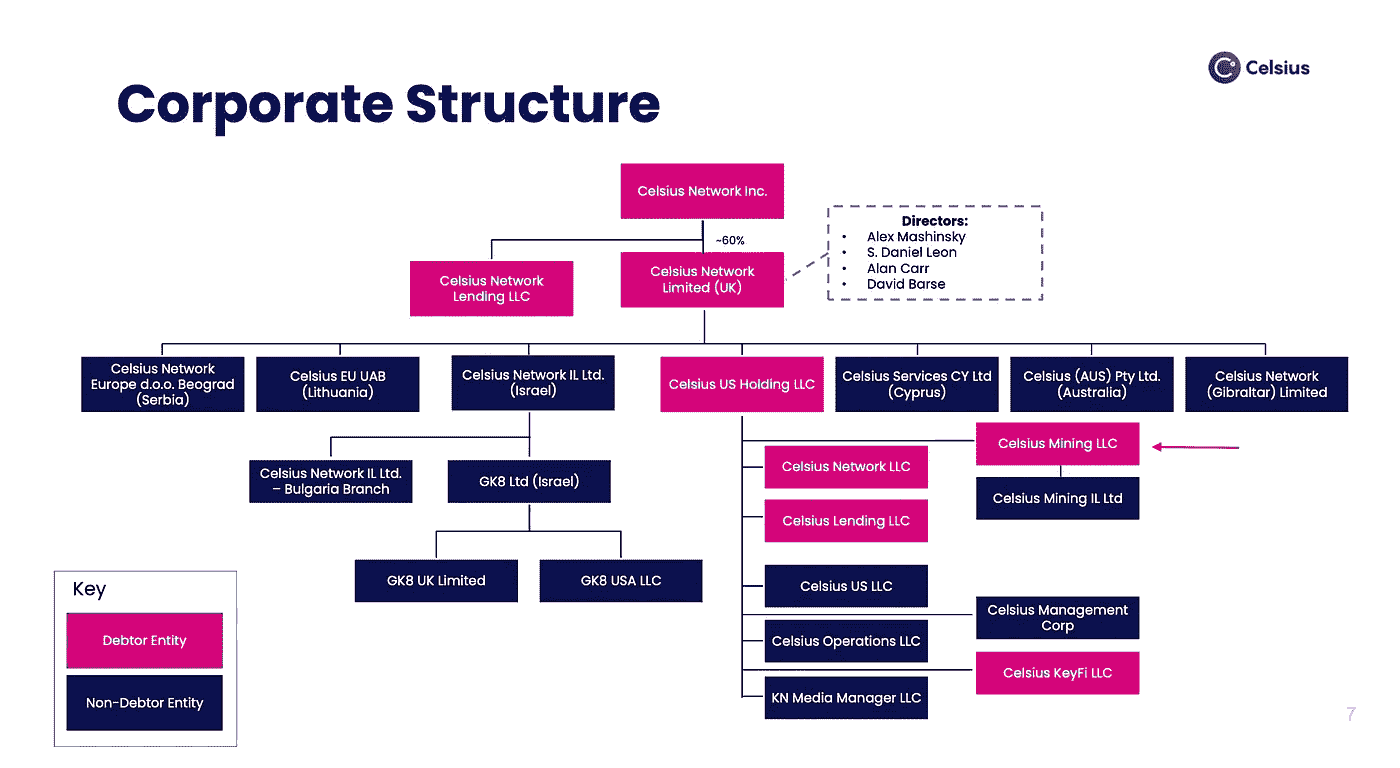 Celsius
Corporate Structure
Celsius Network Inc.
~60%
Directors:
• Alex Mashinsky
• S. Daniel Leon
• Alan Carr
• David Barse
Celsius Network
Lending LLC
Celsius Network
Limited (UK)
Celsius Network
Europe d.o.o. Beograd
(Serbia)
Celsius EU UAB
(Lithuania)
Celsius Network IL Ltd.
(Israel)
Celsius US Holding LLC
Celsius Services CY Ltd
(Cyprus)
Celsius (AUS) Pty Ltd.
(Australia)
Celsius Network
(Gibraltar) Limited
Celsius Network IL Ltd.
– Bulgaria Branch
GK8 Ltd (Israel)
GK8 UK Limited
GK8 USA LLC
Celsius Mining LLC
Celsius Network LLC
Celsius Mining IL Ltd
Celsius Lending LLC
Celsius US LLC
Celsius Management
Corp
Celsius Operations LLC
Celsius KeyFi LLC
KN Media Manager LLC
Key
Debtor Entity
Non-Debtor Entity
7